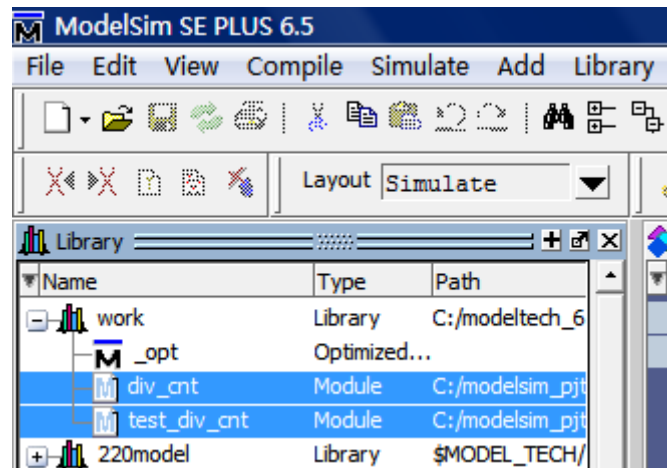 ModelSim SE PLUS 6.5
File Edit View Compile Simulate Add Library
Layout Simulate
Library
Name Type Path
work Library C:/modeltech_6
_opt Optimized...
div_cnt Module C:/modelsim_pjt
test_div_cnt Module C:/modelsim_pjt
220model Library $MODEL_TECH/